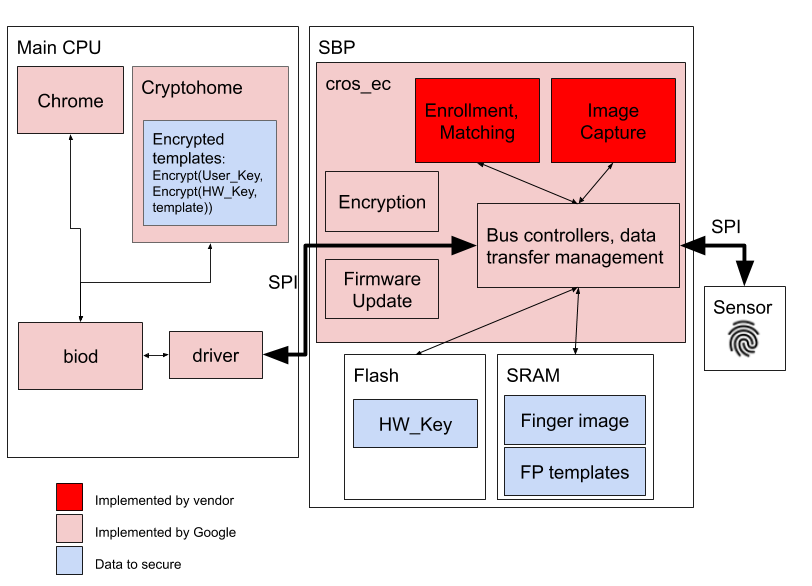 Main CPU
Chrome
Cryptohome
Encrypted
templates:
Encrypt(User_Key,
Encrypt(HW_Key,
template))
biod
driver
SPI
SBP
cros_ec
Enrollment,
Matching
Image
Capture
Encryption
Firmware
Update
Bus controllers, data
transfer management
SPI
Sensor
Flash
HW_Key
SRAM
Finger image
FP templates
Implemented by vendor
Implemented by Google
Data to secure